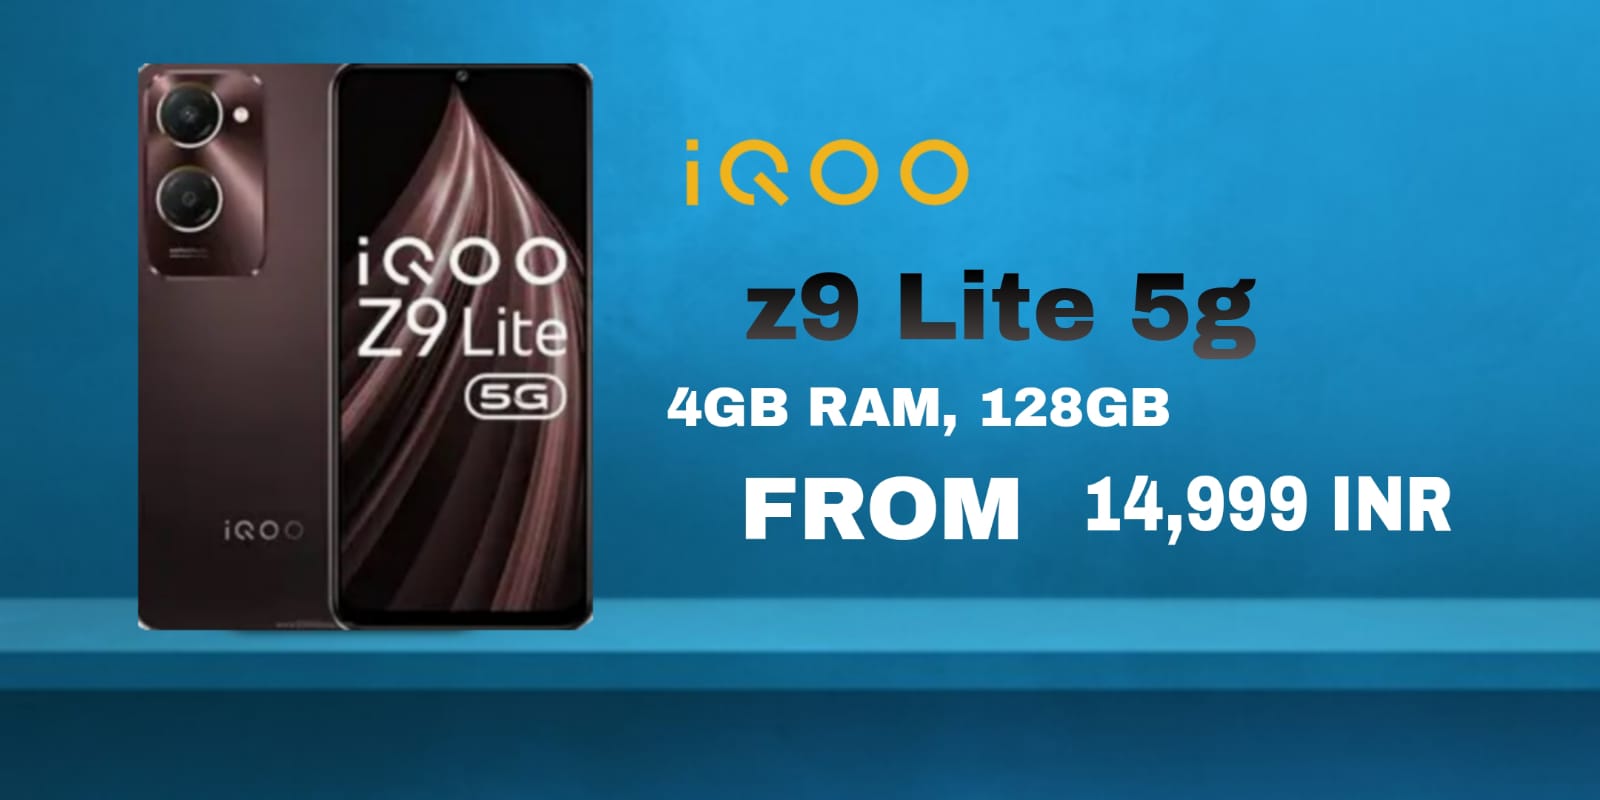 iQOO
Z9 Lite
5G
iQOO
iQOO
z9 Lite 5g
4GB RAM, 128GB
FROM 14,999 INR